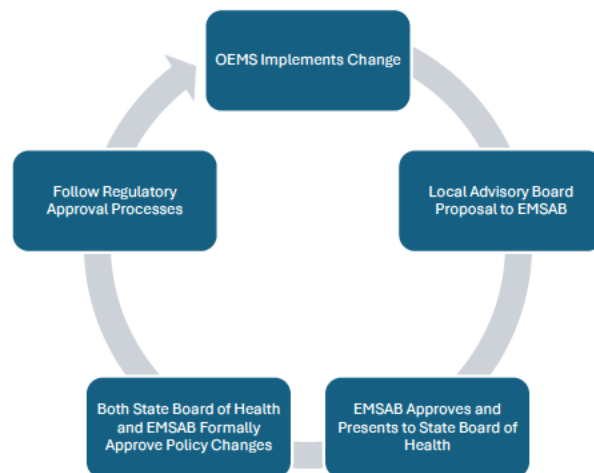 OEMS Implements Change
Local Advisory Board
Proposal to EMSAB
EMSAB Approves and
Presents to State Board of
Health
Both State Board of Health
and EMSAB Formally
Approve Policy Changes
Follow Regulatory
Approval Processes